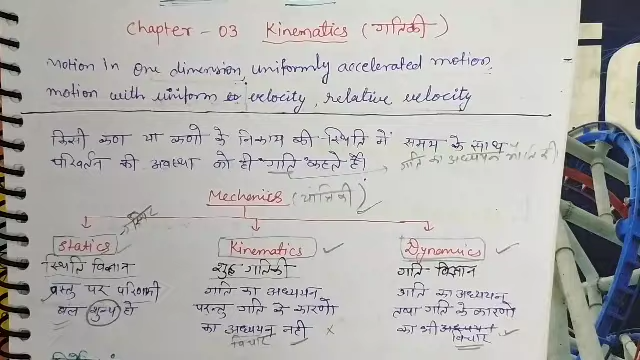 Chapter - 03 Kinematics (गतिकी)
Motion in one dimension, uniformly accelerated motion,
motion with uniform velocity, relative velocity
किसी कण या कणों के निकाय की स्थिति में समय के साथ
परिवर्तन की अवस्था को ही गति कहते हैं।
गति का अध्ययन
Mechanics (यांत्रिकी)
Statics Kinematics Dynamics
स्थिति विज्ञान शुद्ध गतिकी गति-विज्ञान
वस्तु पर परिणामी गति का अध्ययन गति का अध्ययन
बल शून्य हो परन्तु गति के कारणों तथा गति के कारणों
का अध्ययन नहीं का भी
विचार विचार